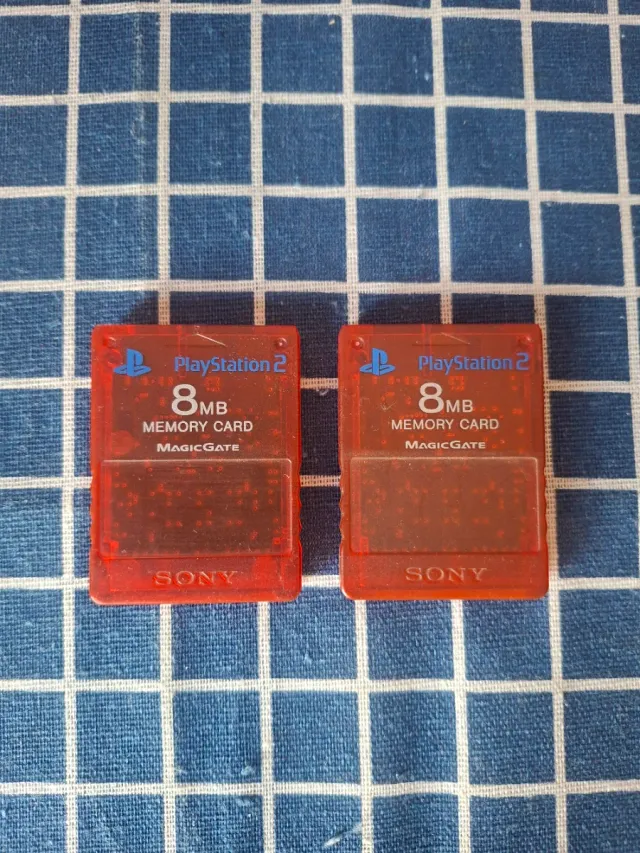 PlayStation 2
8MB
MEMORY CARD
MAGICGATE
SONY
PlayStation 2
8MB
MEMORY CARD
MAGICGATE
SONY